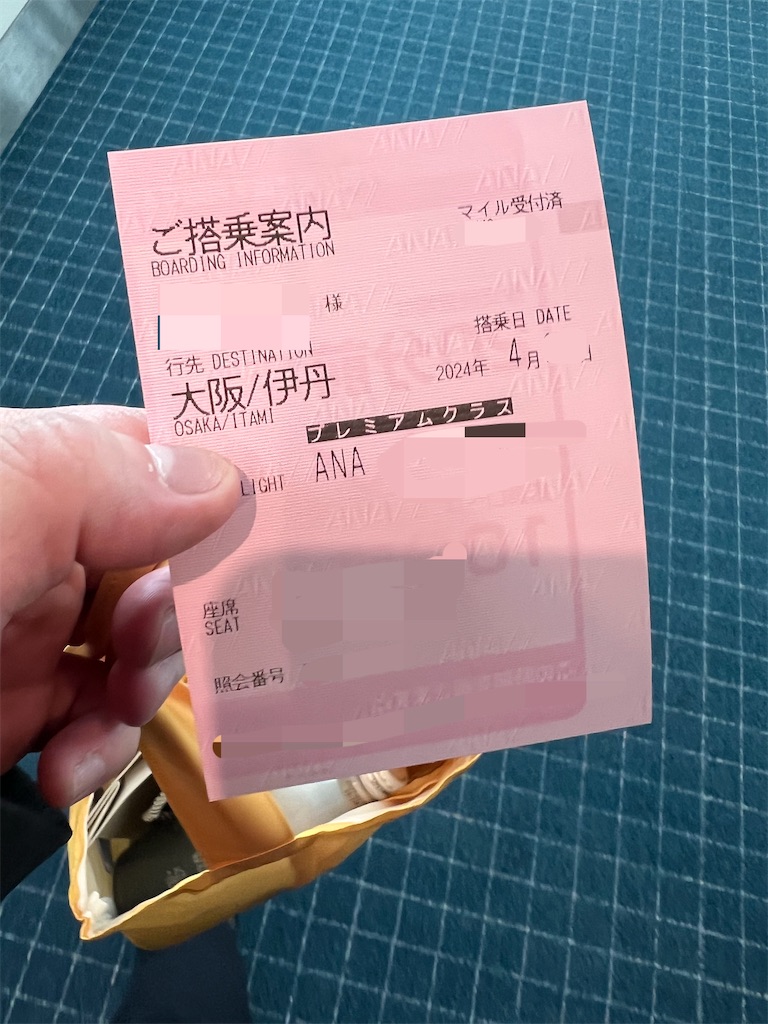 ご搭乗案内
BOARDING INFORMATION
マイル受付済
様
搭乗日 DATE
2024年 4月
行先 DESTINATION
大阪/伊丹
OSAKA/ITAMI
プレミアムクラス
LIGHT ANA
座席
SEAT
照会番号